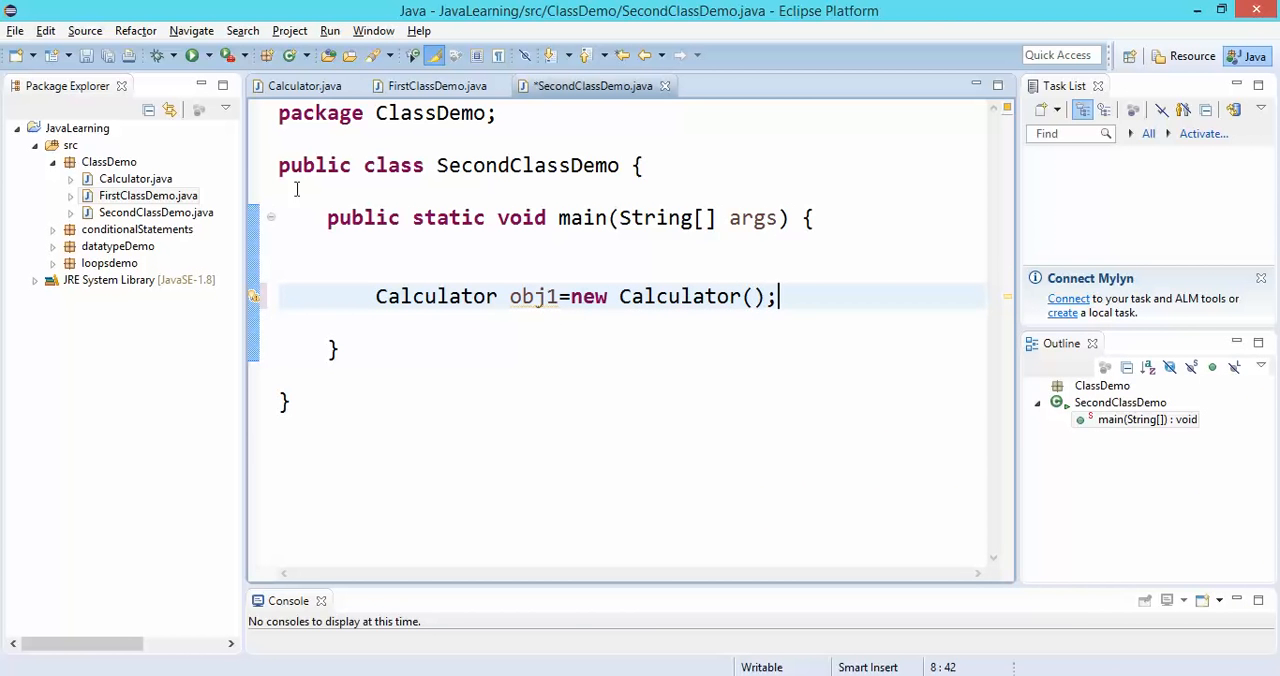 Java - JavaLearning/src/ClassDemo/SecondClassDemo.java - Eclipse Platform
File Edit Source Refactor Navigate Search Project Run Window Help
Quick Access Resource Java
Package Explorer
JavaLearning
src
ClassDemo
Calculator.java
FirstClassDemo.java
SecondClassDemo.java
conditionalStatements
datatypeDemo
loopsdemo
JRE System Library [JavaSE-1.8]
Calculator.java FirstClassDemo.java *SecondClassDemo.java
package ClassDemo;
public class SecondClassDemo {
public static void main(String[] args) {
Calculator obj1=new Calculator();
}
}
Task List
Find All Activate...
Connect Mylyn
Connect to your task and ALM tools or
create a local task.
Outline
ClassDemo
SecondClassDemo
main(String[]) : void
Console
No consoles to display at this time.
Writable Smart Insert 8 : 42